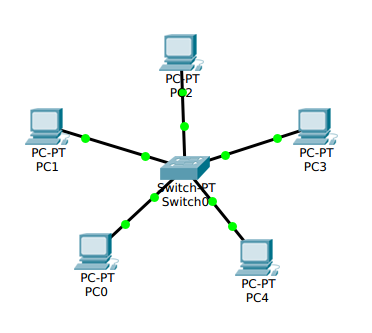 PC-PT
PC2
PC-PT
PC1
PC-PT
PC3
Switch-PT
Switch0
PC-PT
PC0
PC-PT
PC4